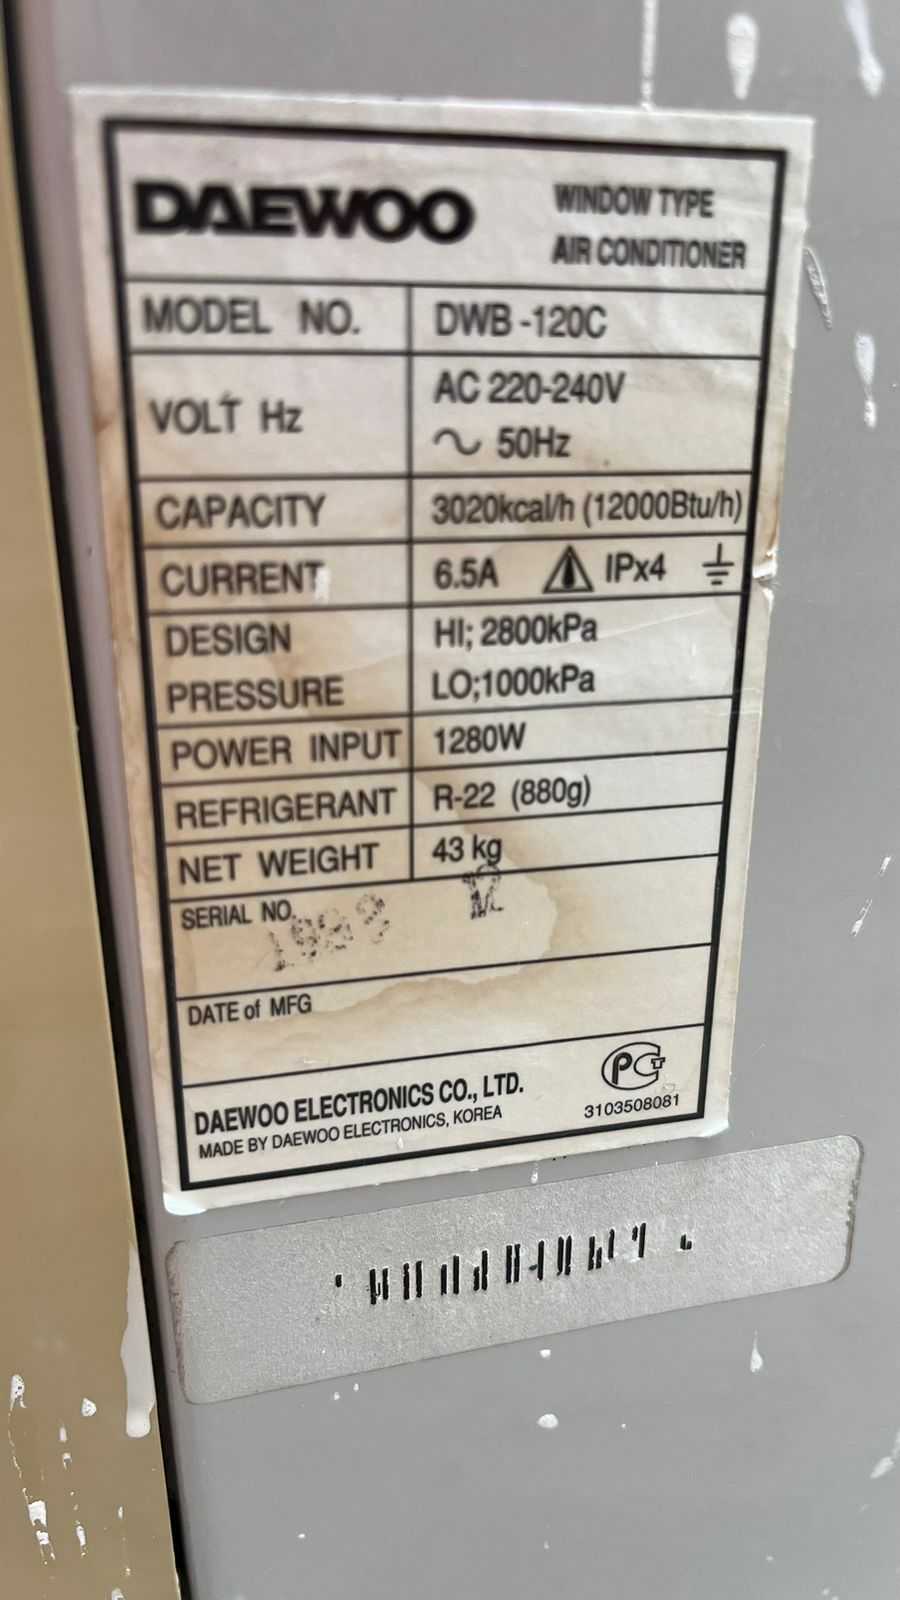 DAEWOO
WINDOW TYPE
AIR CONDITIONER
MODEL NO. DWB-120C
VOLT Hz AC 220-240V
~ 50Hz
CAPACITY 3020kcal/h (12000Btu/h)
CURRENT 6.5A IPx4
DESIGN HI; 2800kPa
PRESSURE LO;1000kPa
POWER INPUT 1280W
REFRIGERANT R-22 (880g)
NET WEIGHT 43 kg
SERIAL NO.
DATE of MFG
DAEWOO ELECTRONICS CO., LTD.
MADE BY DAEWOO ELECTRONICS, KOREA
PCT
3103508081